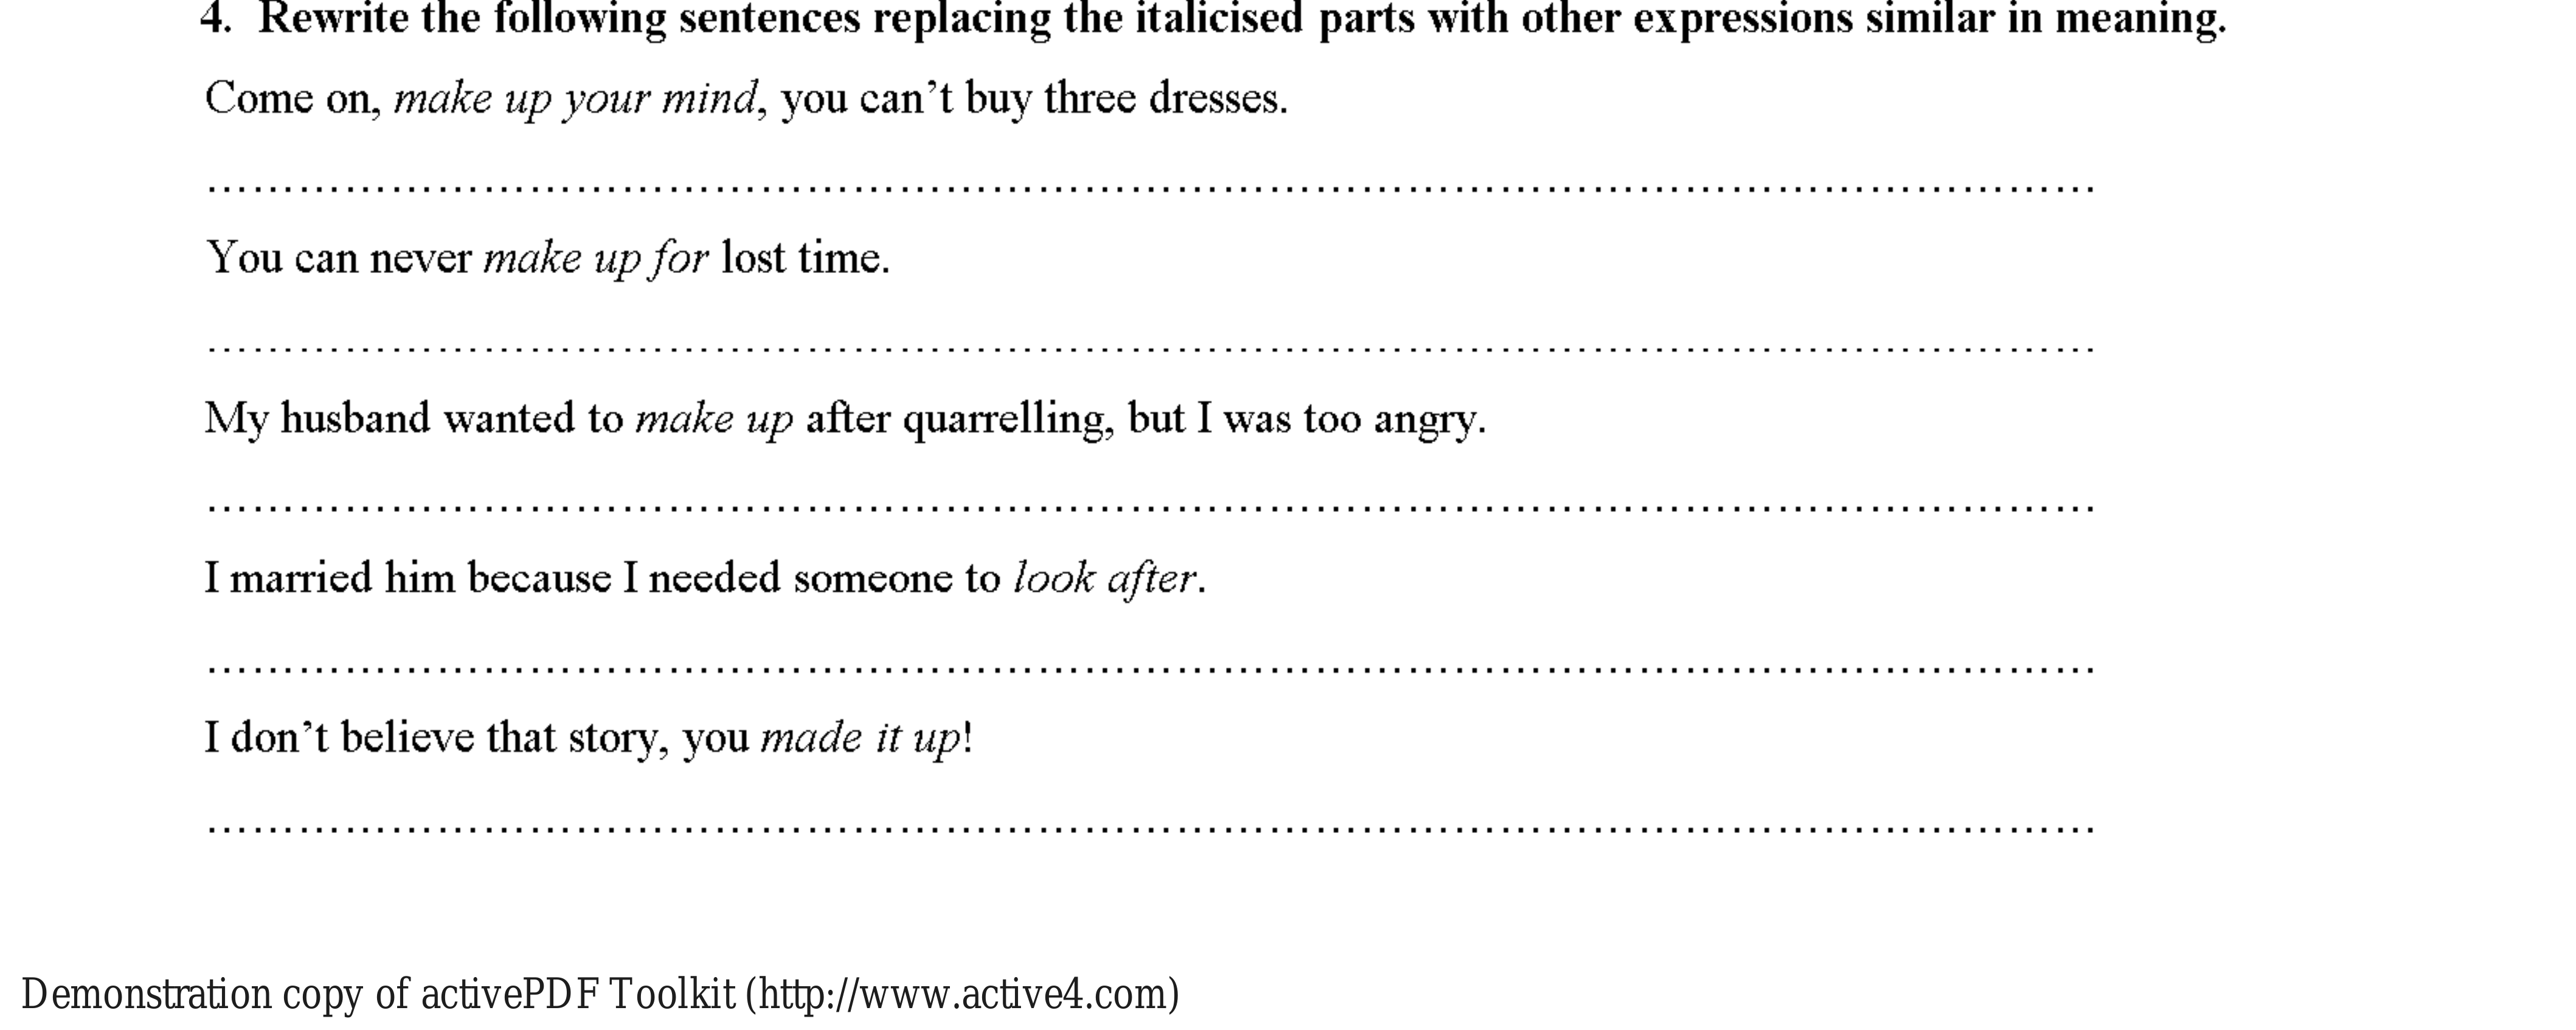 4. Rewrite the following sentences replacing the italicised parts with other expressions similar in meaning.
Come on, make up your mind, you can’t buy three dresses.
................................................................................................................................
You can never make up for lost time.
................................................................................................................................
My husband wanted to make up after quarrelling, but I was too angry.
................................................................................................................................
I married him because I needed someone to look after.
................................................................................................................................
I don’t believe that story, you made it up!
................................................................................................................................
Demonstration copy of activePDF Toolkit (http://www.active4.com)